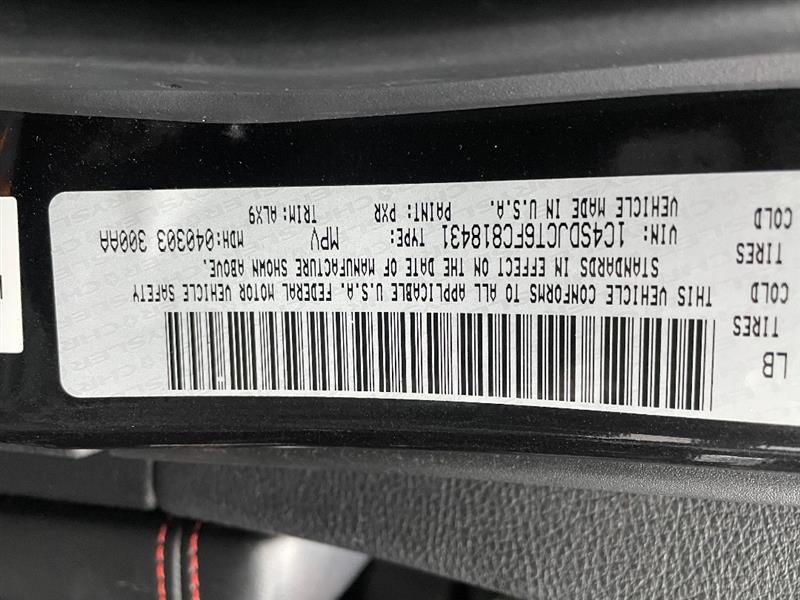 LB
TIRES COLD
TIRES COLD
THIS VEHICLE CONFORMS TO ALL APPLICABLE U.S.A. FEDERAL MOTOR VEHICLE SAFETY
STANDARDS IN EFFECT ON THE DATE OF MANUFACTURE SHOWN ABOVE.
VIN: 1C4SDJCT6FC818431 TYPE: MPV MDH:040303 300AA
VEHICLE MADE IN U.S.A. PAINT: PXR TRIM:ALX9